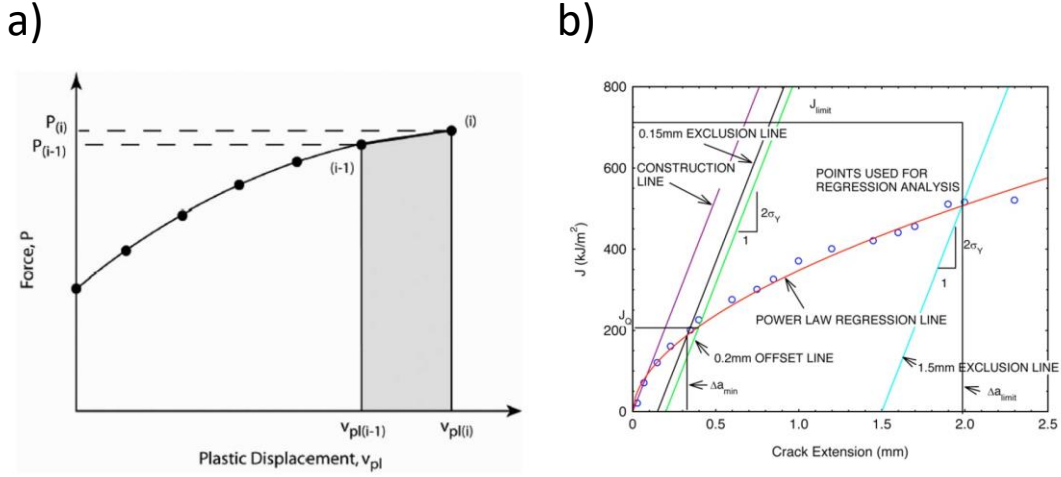 a)
P(i)
P(i-1)
(i)
(i-1)
Force, P
vpl(i-1)
vpl(i)
Plastic Displacement, vpl
b)
800
600
400
200
0
J (kJ/m²)
Jlimit
0.15mm EXCLUSION LINE
CONSTRUCTION
LINE
POINTS USED FOR
REGRESSION ANALYSIS
2σY
1
2σY
1
JQ
POWER LAW REGRESSION LINE
0.2mm OFFSET LINE
1.5mm EXCLUSION LINE
Δamin
Δalimit
0.0
0.5
1.0
1.5
2.0
2.5
Crack Extension (mm)